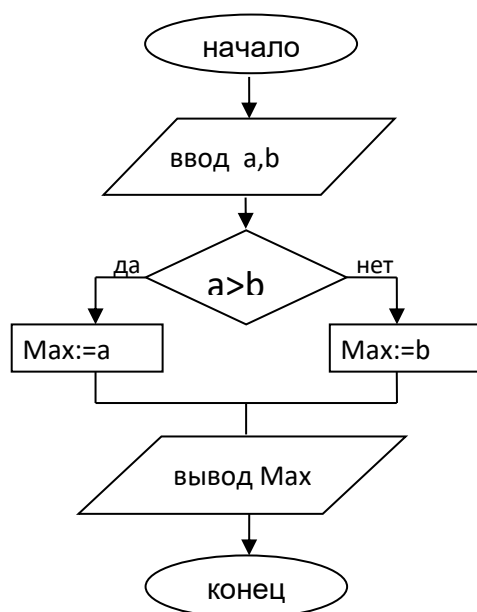 начало
ввод a,b
да
нет
a>b
Max:=a
Max:=b
вывод Max
конец